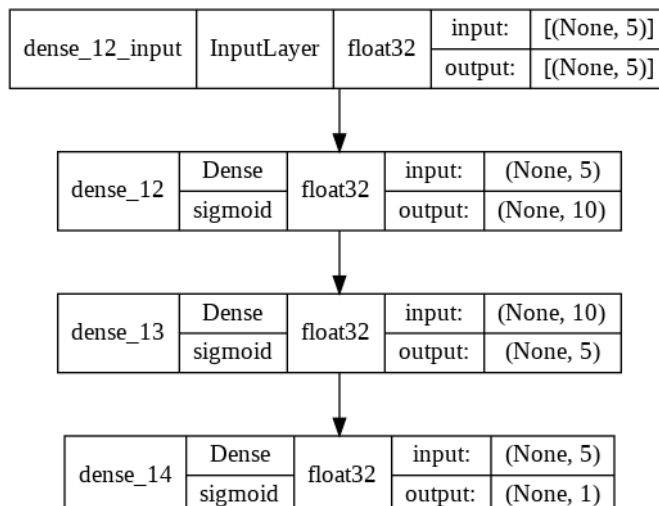 dense_12_input InputLayer float32 input: [(None, 5)]
output: [(None, 5)]
dense_12 Dense float32 input: (None, 5)
sigmoid output: (None, 10)
dense_13 Dense float32 input: (None, 10)
sigmoid output: (None, 5)
dense_14 Dense float32 input: (None, 5)
sigmoid output: (None, 1)